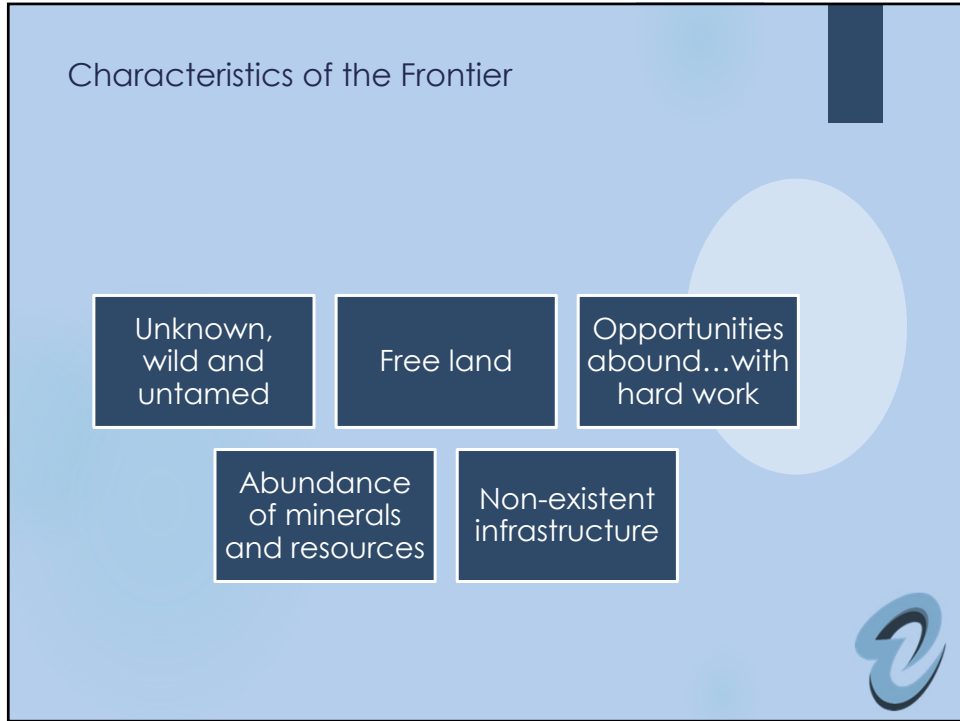 Characteristics of the Frontier
Unknown,
wild and
untamed
Free land
Opportunities
abound…with
hard work
Abundance
of minerals
and resources
Non-existent
infrastructure